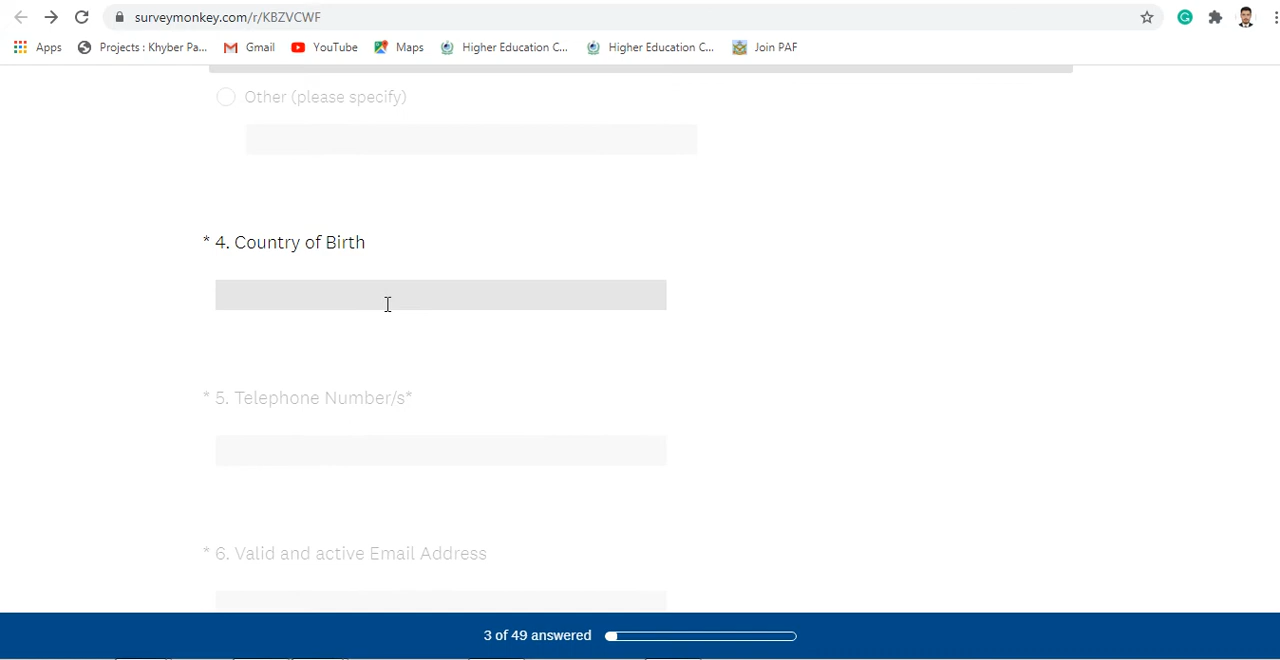 surveymonkey.com/r/KBZVCWF
Apps Projects : Khyber Pa... Gmail YouTube Maps Higher Education C... Higher Education C... Join PAF
Other (please specify)
* 4. Country of Birth
* 5. Telephone Number/s*
* 6. Valid and active Email Address
3 of 49 answered